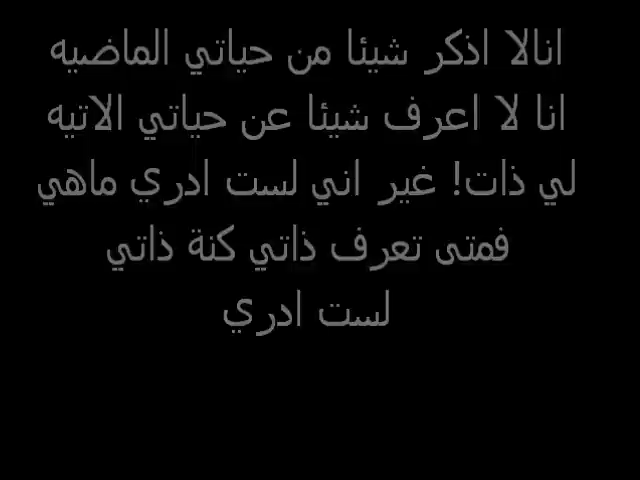 انالا اذكر شيئا من حياتي الماضيه
انا لا اعرف شيئا عن حياتي الاتيه
لي ذات! غير اني لست ادري ماهي
فمتى تعرف ذاتي كنة ذاتي
لست ادري